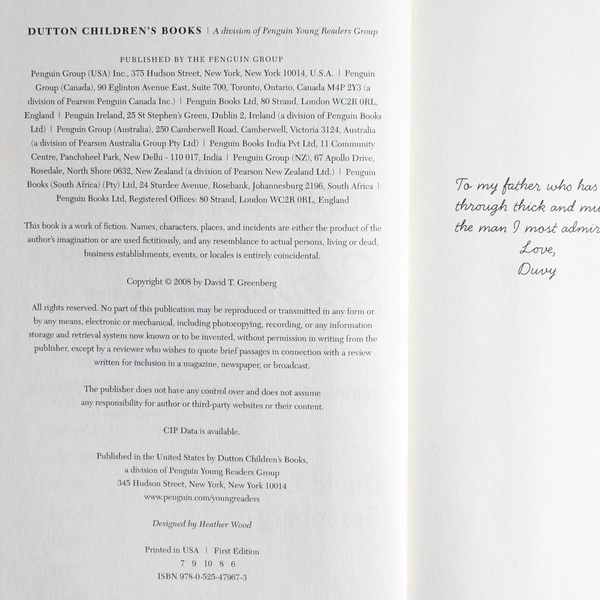 DUTTON CHILDREN'S BOOKS | A division of Penguin Young Readers Group
PUBLISHED BY THE PENGUIN GROUP
Penguin Group (USA) Inc., 375 Hudson Street, New York, New York 10014, U.S.A. | Penguin
Group (Canada), 90 Eglinton Avenue East, Suite 700, Toronto, Ontario, Canada M4P 2Y3 (a
division of Pearson Penguin Canada Inc.) | Penguin Books Ltd, 80 Strand, London WC2R 0RL,
England | Penguin Ireland, 25 St Stephen's Green, Dublin 2, Ireland (a division of Penguin Books
Ltd) | Penguin Group (Australia), 250 Camberwell Road, Camberwell, Victoria 3124, Australia
(a division of Pearson Australia Group Pty Ltd) | Penguin Books India Pvt Ltd, 11 Community
Centre, Panchsheel Park, New Delhi - 110 017, India | Penguin Group (NZ), 67 Apollo Drive,
Rosedale, North Shore 0632, New Zealand (a division of Pearson New Zealand Ltd.) | Penguin
Books (South Africa) (Pty) Ltd, 24 Sturdee Avenue, Rosebank, Johannesburg 2196, South Africa |
Penguin Books Ltd, Registered Offices: 80 Strand, London WC2R 0RL, England
This book is a work of fiction. Names, characters, places, and incidents are either the product of the
author's imagination or are used fictitiously, and any resemblance to actual persons, living or dead,
business establishments, events, or locales is entirely coincidental.
Copyright © 2008 by David T. Greenberg
All rights reserved. No part of this publication may be reproduced or transmitted in any form or
by any means, electronic or mechanical, including photocopying, recording, or any information
storage and retrieval system now known or to be invented, without permission in writing from the
publisher, except by a reviewer who wishes to quote brief passages in connection with a review
written for inclusion in a magazine, newspaper, or broadcast.
The publisher does not have any control over and does not assume
any responsibility for author or third-party websites or their content.
CIP Data is available.
Published in the United States by Dutton Children's Books,
a division of Penguin Young Readers Group
345 Hudson Street, New York, New York 10014
www.penguin.com/youngreaders
Designed by Heather Wood
Printed in USA | First Edition
7 9 10 8 6
ISBN 978-0-525-47967-3
To my father who has
through thick and mu
the man I most admir
Love,
Duvy